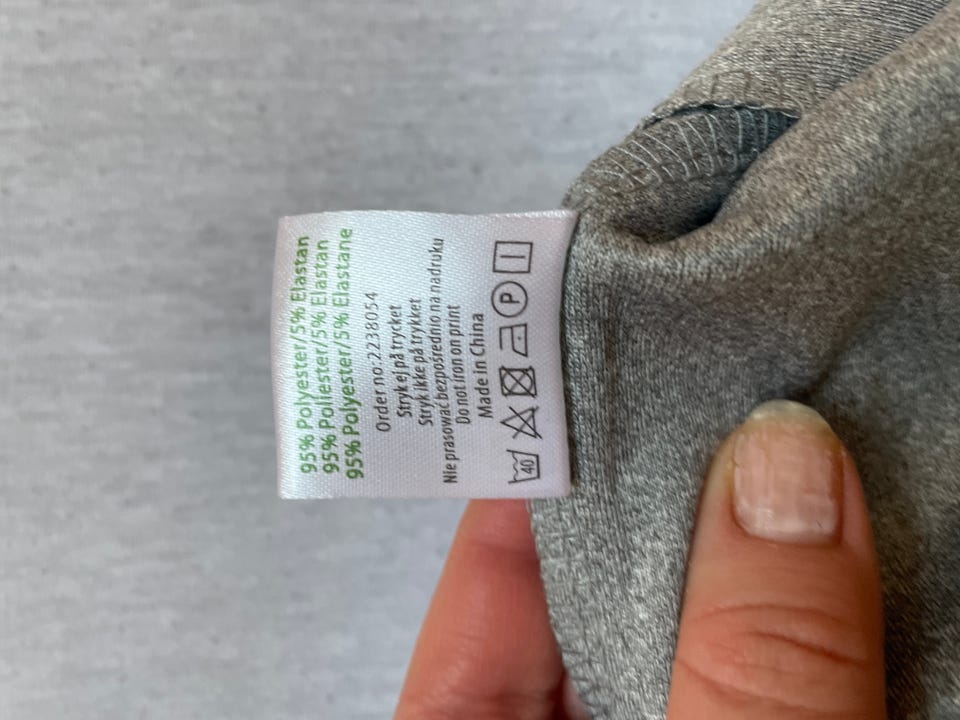 95% Polyester/5% Elastan
95% Poliester/5% Elastan
95% Polyester/5% Elastane
Order no:2238054
Stryk ej på trycket
Stryk ikke på trykket
Nie prasować bezpośrednio na nadruku
Do not iron on print
Made in China
40 P